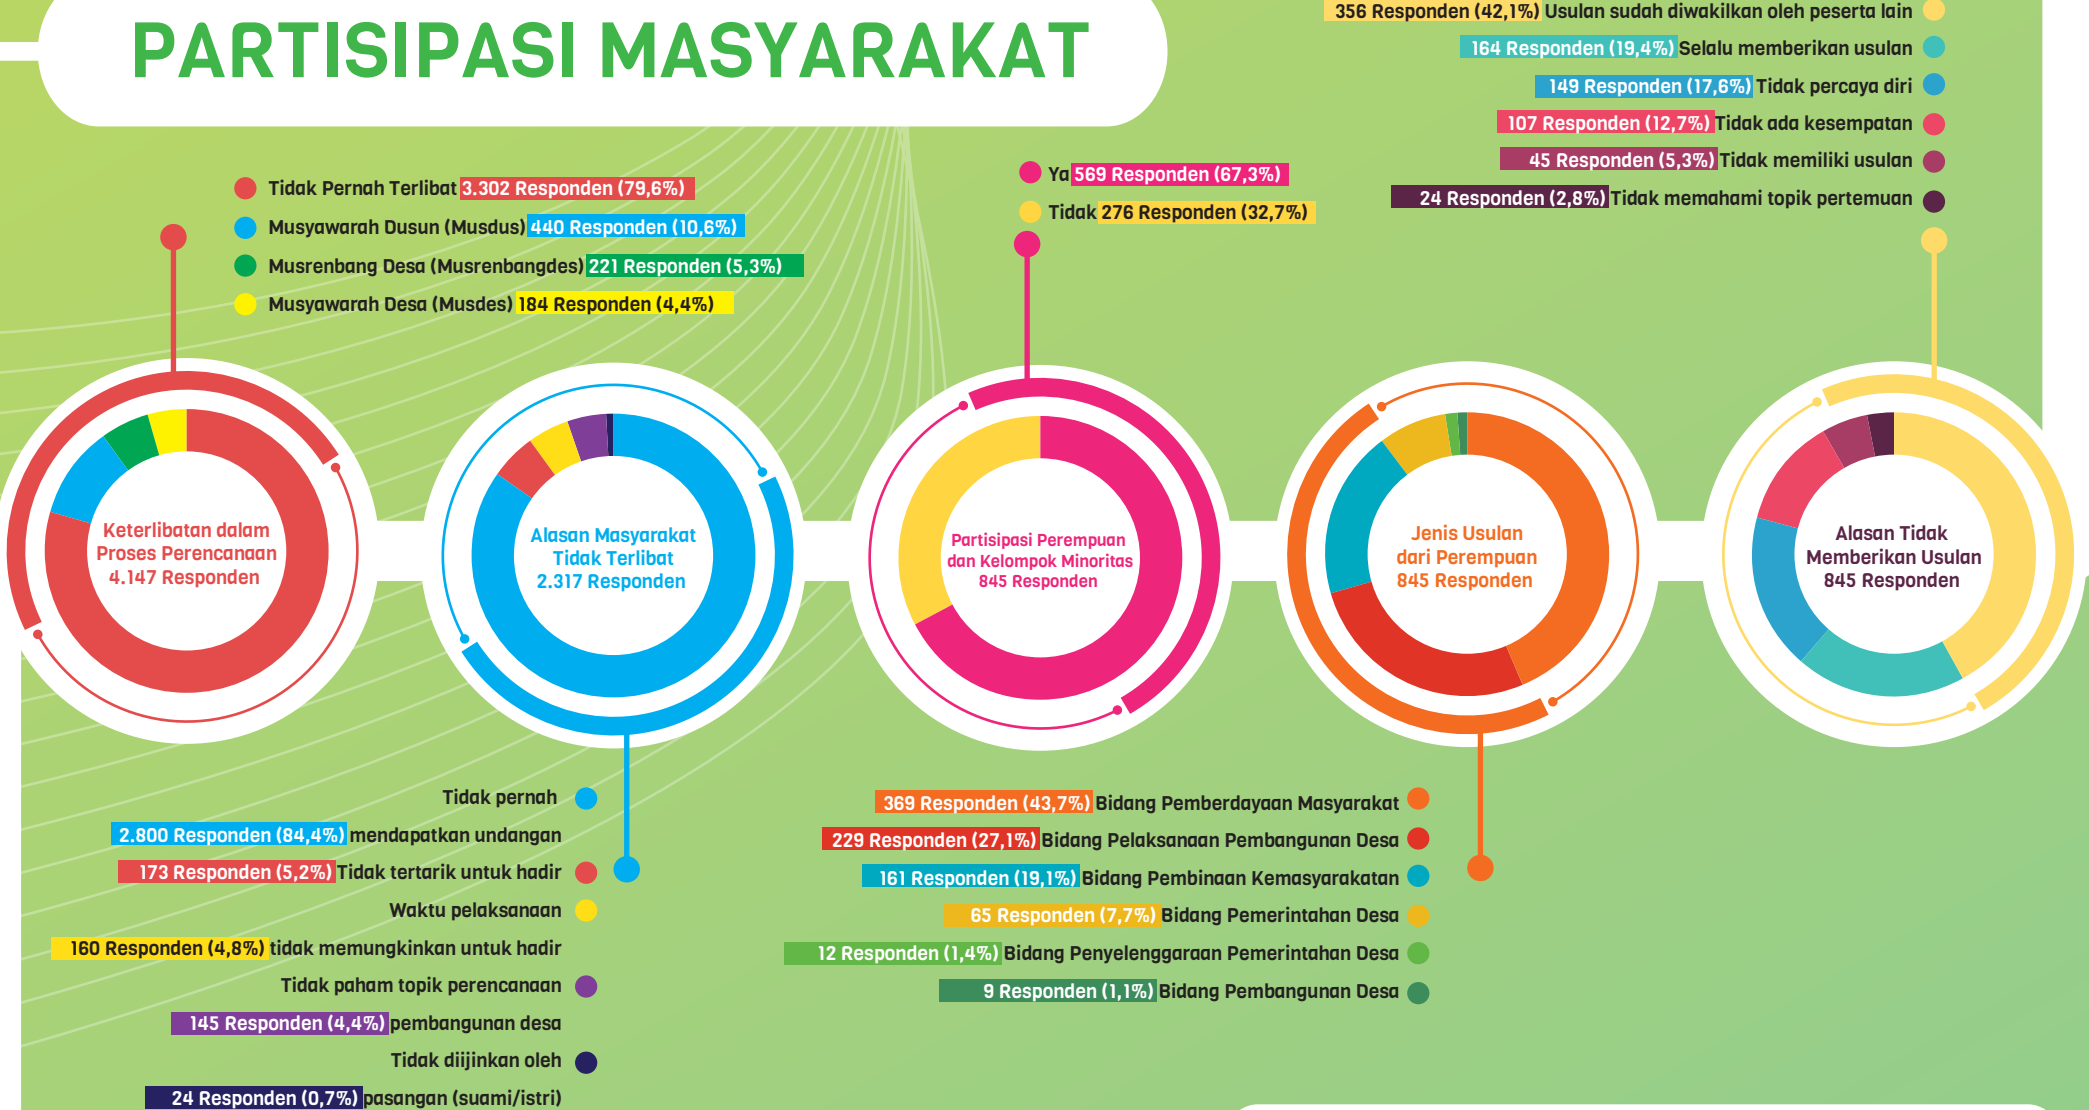 PARTISIPASI MASYARAKAT
356 Responden (42,1%) Usulan sudah diwakilkan oleh peserta lain
164 Responden (19,4%) Selalu memberikan usulan
149 Responden (17,6%) Tidak percaya diri
107 Responden (12,7%) Tidak ada kesempatan
45 Responden (5,3%) Tidak memiliki usulan
24 Responden (2,8%) Tidak memahami topik pertemuan
Tidak Pernah Terlibat 3.302 Responden (79,6%)
Musyawarah Dusun (Musdus) 440 Responden (10,6%)
Musrenbang Desa (Musrenbangdes) 221 Responden (5,3%)
Musyawarah Desa (Musdes) 184 Responden (4,4%)
Ya 569 Responden (67,3%)
Tidak 276 Responden (32,7%)
Keterlibatan dalam
Proses Perencanaan
4.147 Responden
Alasan Masyarakat
Tidak Terlibat
2.317 Responden
Partisipasi Perempuan
dan Kelompok Minoritas
845 Responden
Jenis Usulan
dari Perempuan
845 Responden
Alasan Tidak
Memberikan Usulan
845 Responden
Tidak pernah
2.800 Responden (84,4%) mendapatkan undangan
173 Responden (5,2%) Tidak tertarik untuk hadir
Waktu pelaksanaan
160 Responden (4,8%) tidak memungkinkan untuk hadir
Tidak paham topik perencanaan
145 Responden (4,4%) pembangunan desa
Tidak diijinkan oleh
24 Responden (0,7%) pasangan (suami/istri)
369 Responden (43,7%) Bidang Pemberdayaan Masyarakat
229 Responden (27,1%) Bidang Pelaksanaan Pembangunan Desa
161 Responden (19,1%) Bidang Pembinaan Kemasyarakatan
65 Responden (7,7%) Bidang Pemerintahan Desa
12 Responden (1,4%) Bidang Penyelenggaraan Pemerintahan Desa
9 Responden (1,1%) Bidang Pembangunan Desa